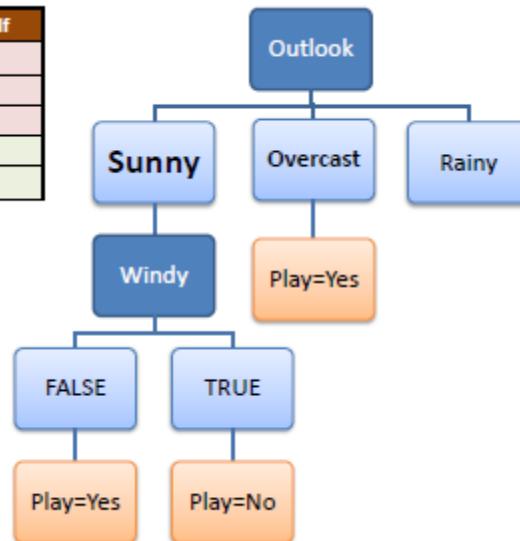 Outlook
Sunny
Overcast
Rainy
Windy
Play=Yes
FALSE
TRUE
Play=Yes
Play=No